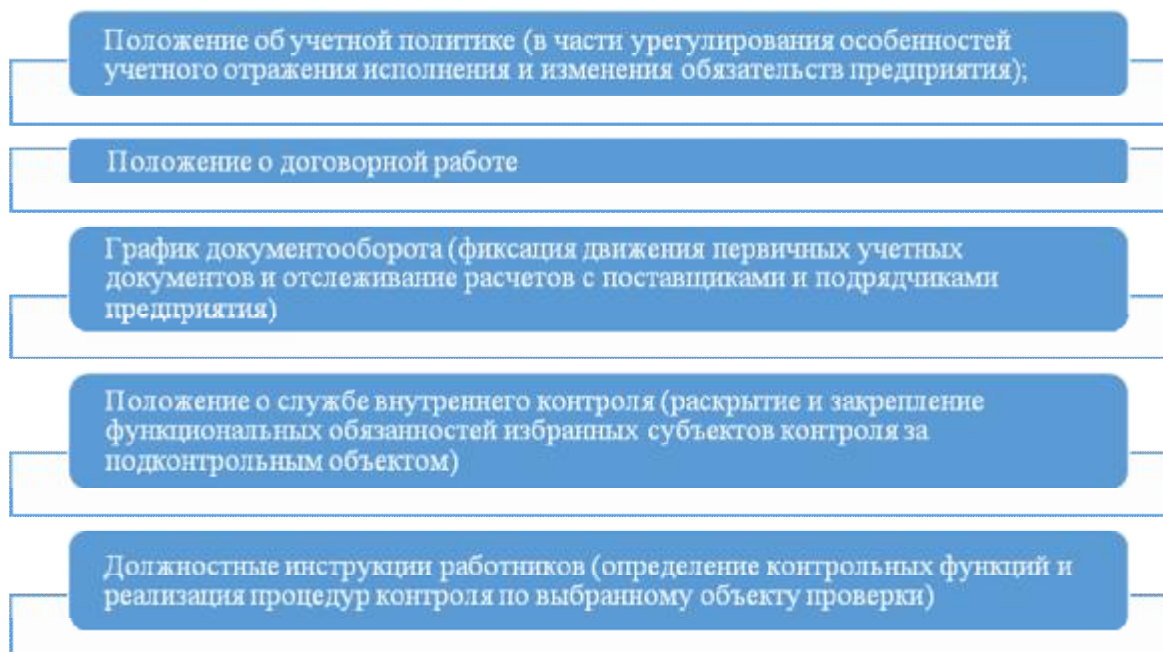 Положение об учетной политике (в части урегулирования особенностей
учетного отражения исполнения и изменения обязательств предприятия);
Положение о договорной работе
График документооборота (фиксация движения первичных учетных
документов и отслеживание расчетов с поставщиками и подрядчиками
предприятия)
Положение о службе внутреннего контроля (раскрытие и закрепление
функциональных обязанностей избранных субъектов контроля за
подконтрольным объектом)
Должностные инструкции работников (определение контрольных функций и
реализация процедур контроля по выбранному объекту проверки)